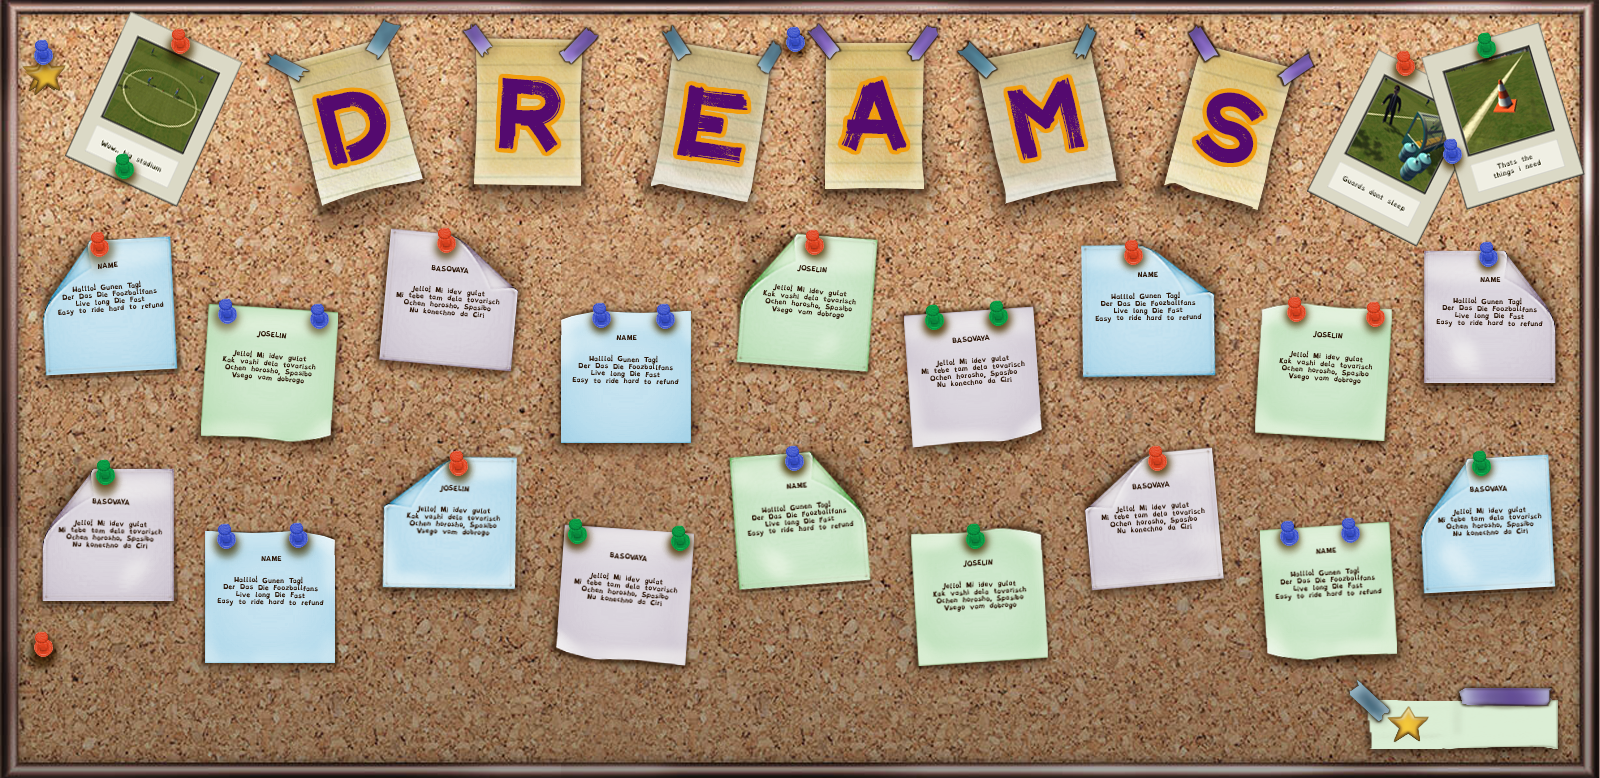 DREAMS
Wow, big stadium
Guards dont sleep
Thats the
things i need
NAME
Halllo! Gunen Tag!
Der Das Die Foozballfans
Live long Die Fast
Easy to ride hard to refund
JOSELIN
Jello! Mi idev gulat
Kak vashi dela tovarisch
Ochen horosho, Spasibo
Vsego vam dobrogo
BASOVAYA
Jello! Mi idev gulat
Mi tebe tam dela tovarisch
Ochen horosho, Spasibo
Nu konechno da Ciri
NAME
Halllo! Gunen Tag!
Der Das Die Foozballfans
Live long Die Fast
Easy to ride hard to refund
JOSELIN
Jello! Mi idev gulat
Kak vashi dela tovarisch
Ochen horosho, Spasibo
Vsego vam dobrogo
BASOVAYA
Jello! Mi idev gulat
Mi tebe tam dela tovarisch
Ochen horosho, Spasibo
Nu konechno da Ciri
NAME
Halllo! Gunen Tag!
Der Das Die Foozballfans
Live long Die Fast
Easy to ride hard to refund
JOSELIN
Jello! Mi idev gulat
Kak vashi dela tovarisch
Ochen horosho, Spasibo
Vsego vam dobrogo
NAME
Halllo! Gunen Tag!
Der Das Die Foozballfans
Live long Die Fast
Easy to ride hard to refund
BASOVAYA
Jello! Mi idev gulat
Mi tebe tam dela tovarisch
Ochen horosho, Spasibo
Nu konechno da Ciri
NAME
Halllo! Gunen Tag!
Der Das Die Foozballfans
Live long Die Fast
Easy to ride hard to refund
JOSELIN
Jello! Mi idev gulat
Kak vashi dela tovarisch
Ochen horosho, Spasibo
Vsego vam dobrogo
BASOVAYA
Jello! Mi idev gulat
Mi tebe tam dela tovarisch
Ochen horosho, Spasibo
Nu konechno da Ciri
NAME
Halllo! Gunen Tag!
Der Das Die Foozballfans
Live long Die Fast
Easy to ride hard to refund
JOSELIN
Jello! Mi idev gulat
Kak vashi dela tovarisch
Ochen horosho, Spasibo
Vsego vam dobrogo
BASOVAYA
Jello! Mi idev gulat
Mi tebe tam dela tovarisch
Ochen horosho, Spasibo
Nu konechno da Ciri
NAME
Halllo! Gunen Tag!
Der Das Die Foozballfans
Live long Die Fast
Easy to ride hard to refund
BASOVAYA
Jello! Mi idev gulat
Mi tebe tam dela tovarisch
Ochen horosho, Spasibo
Nu konechno da Ciri